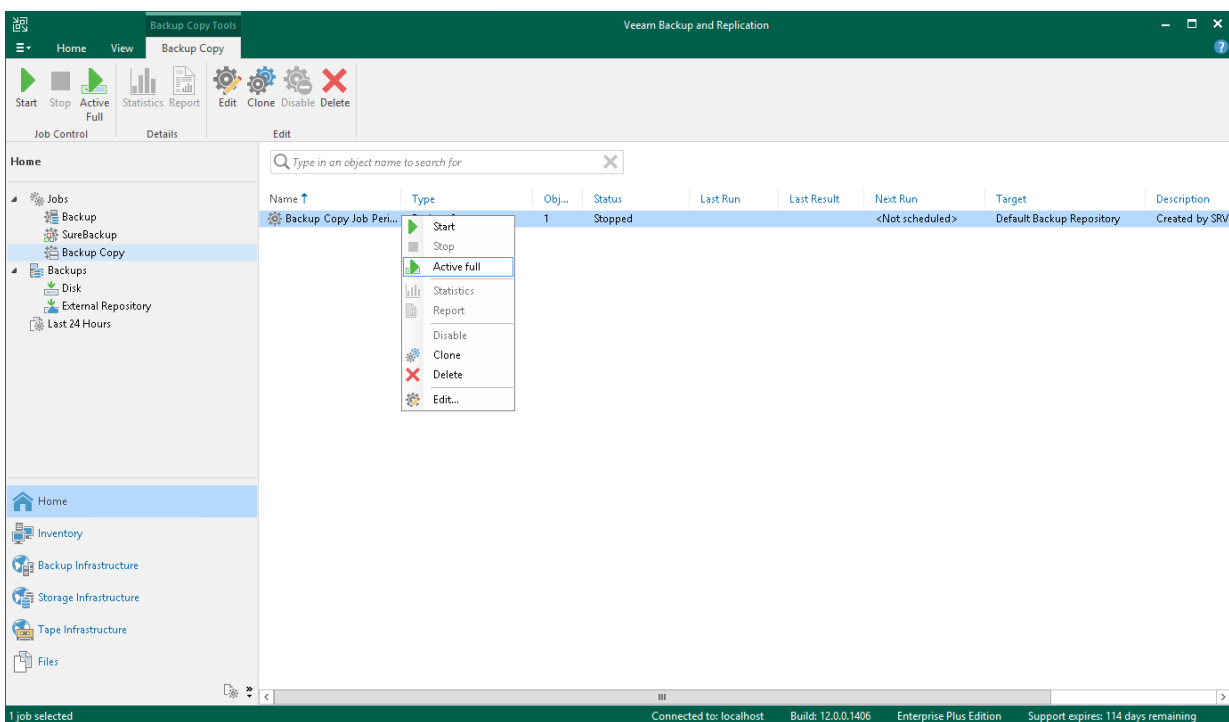 Backup Copy Tools
Veeam Backup and Replication
Home View Backup Copy
Start Stop Active Full Statistics Report Edit Clone Disable Delete
Job Control Details Edit
Home
Type in an object name to search for
Jobs
Backup
SureBackup
Backup Copy
Backups
Disk
External Repository
Last 24 Hours
Name Type Obj... Status Last Run Last Result Next Run Target Description
Backup Copy Job Peri... 1 Stopped <Not scheduled> Default Backup Repository Created by SRV
Start
Stop
Active full
Statistics
Report
Disable
Clone
Delete
Edit...
Home
Inventory
Backup Infrastructure
Storage Infrastructure
Tape Infrastructure
Files
1 job selected Connected to: localhost Build: 12.0.0.1406 Enterprise Plus Edition Support expires: 114 days remaining